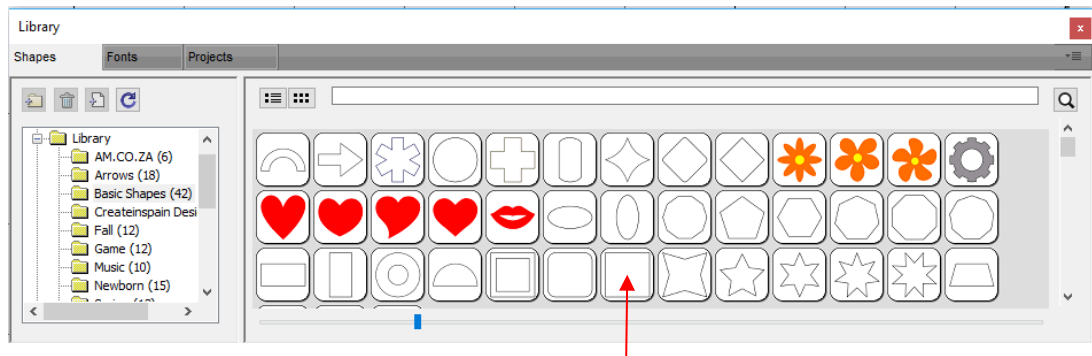 Library
Shapes Fonts Projects
Library
AM.CO.ZA (6)
Arrows (18)
Basic Shapes (42)
Createinspain Desi
Fall (12)
Game (12)
Music (10)
Newborn (15)